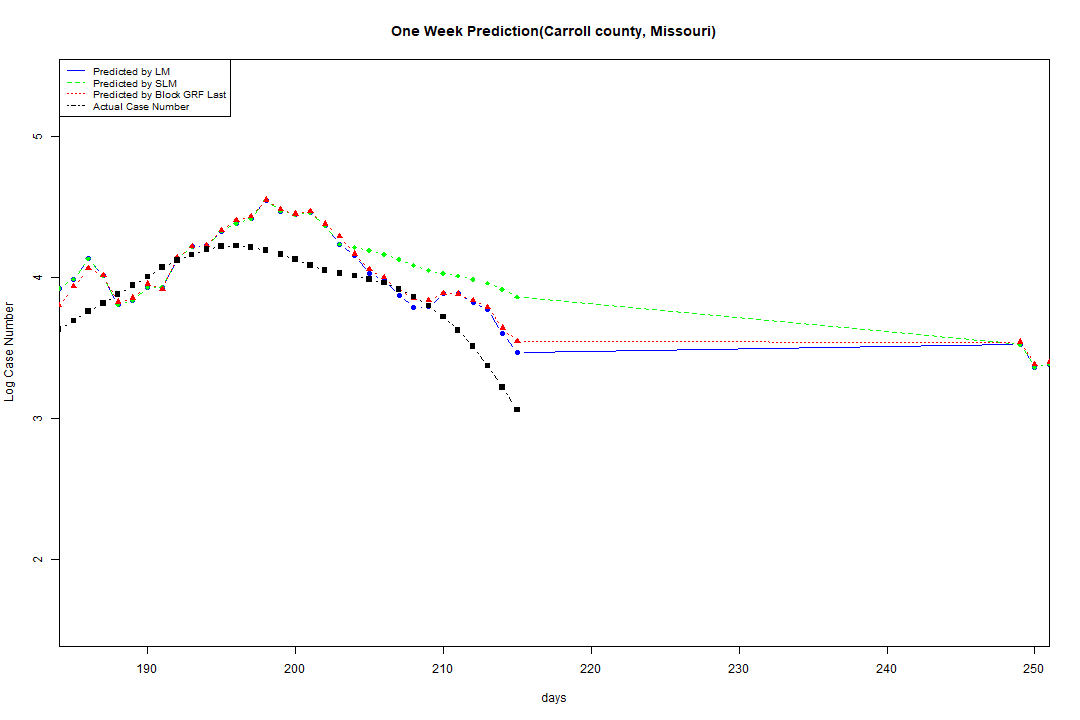 One Week Prediction(Carroll county, Missouri)
Predicted by LM
Predicted by SLM
Predicted by Block GRF Last
Actual Case Number
5
4
3
2
Log Case Number
190 200 210 220 230 240 250
days